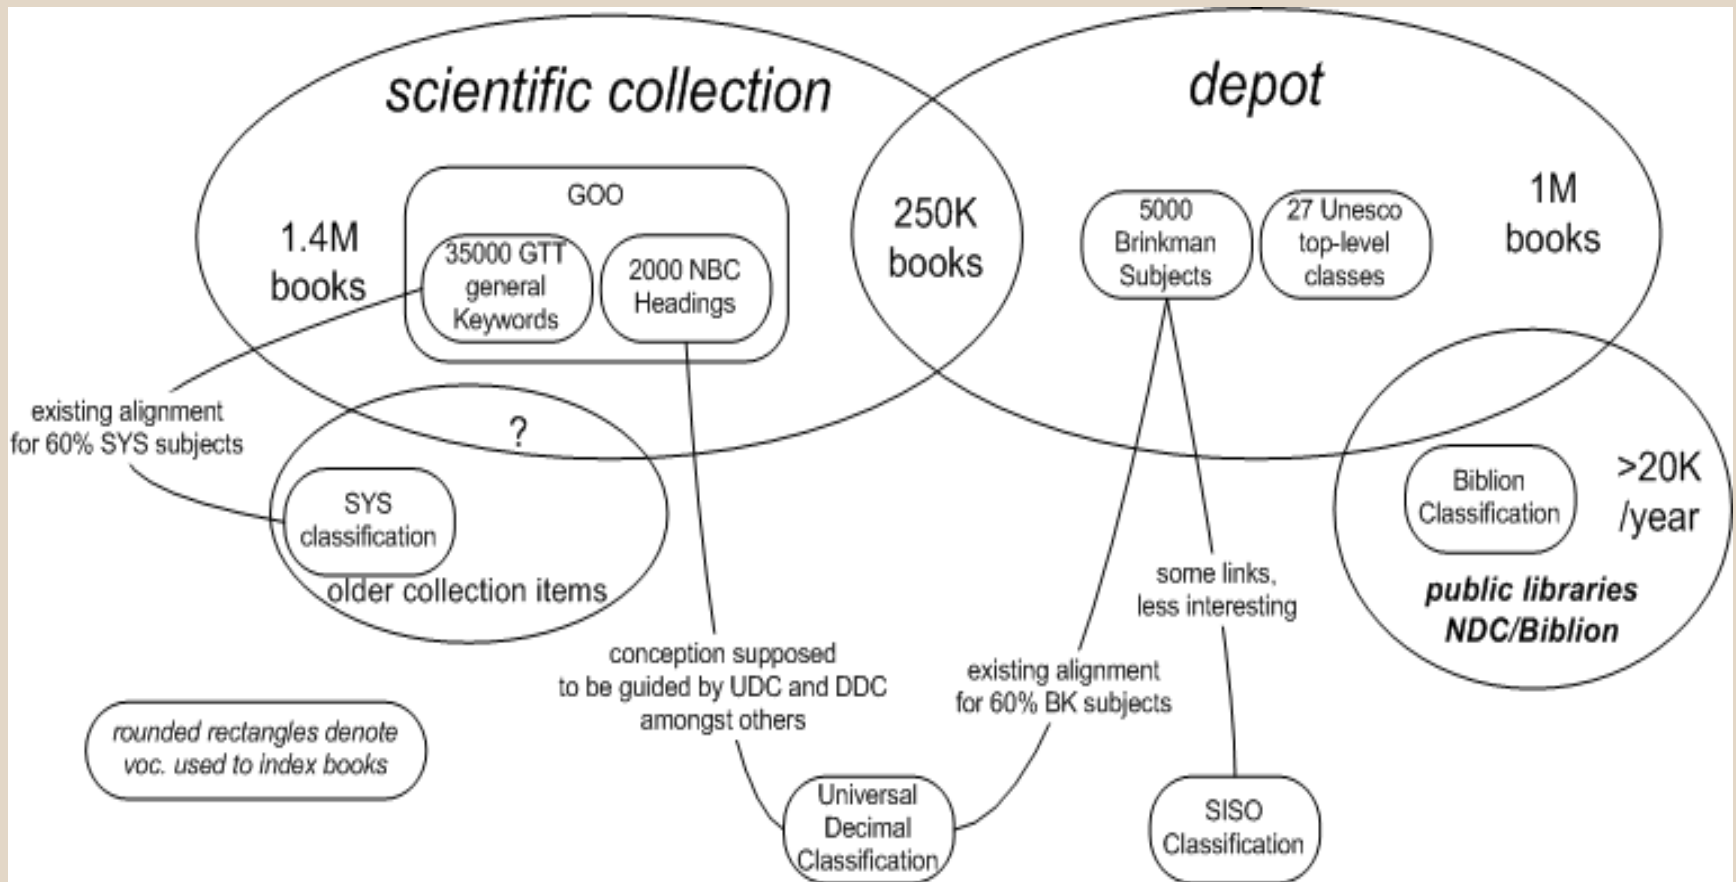 scientific collection
depot
1.4M
books
GOO
35000 GTT
general
Keywords
2000 NBC
Headings
250K
books
5000
Brinkman
Subjects
27 Unesco
top-level
classes
1M
books
existing alignment
for 60% SYS subjects
?
SYS
classification
older collection items
Biblion
Classification
>20K
/year
public libraries
NDC/Biblion
some links,
less interesting
conception supposed
to be guided by UDC and DDC
amongst others
existing alignment
for 60% BK subjects
rounded rectangles denote
voc. used to index books
Universal
Decimal
Classification
SISO
Classification